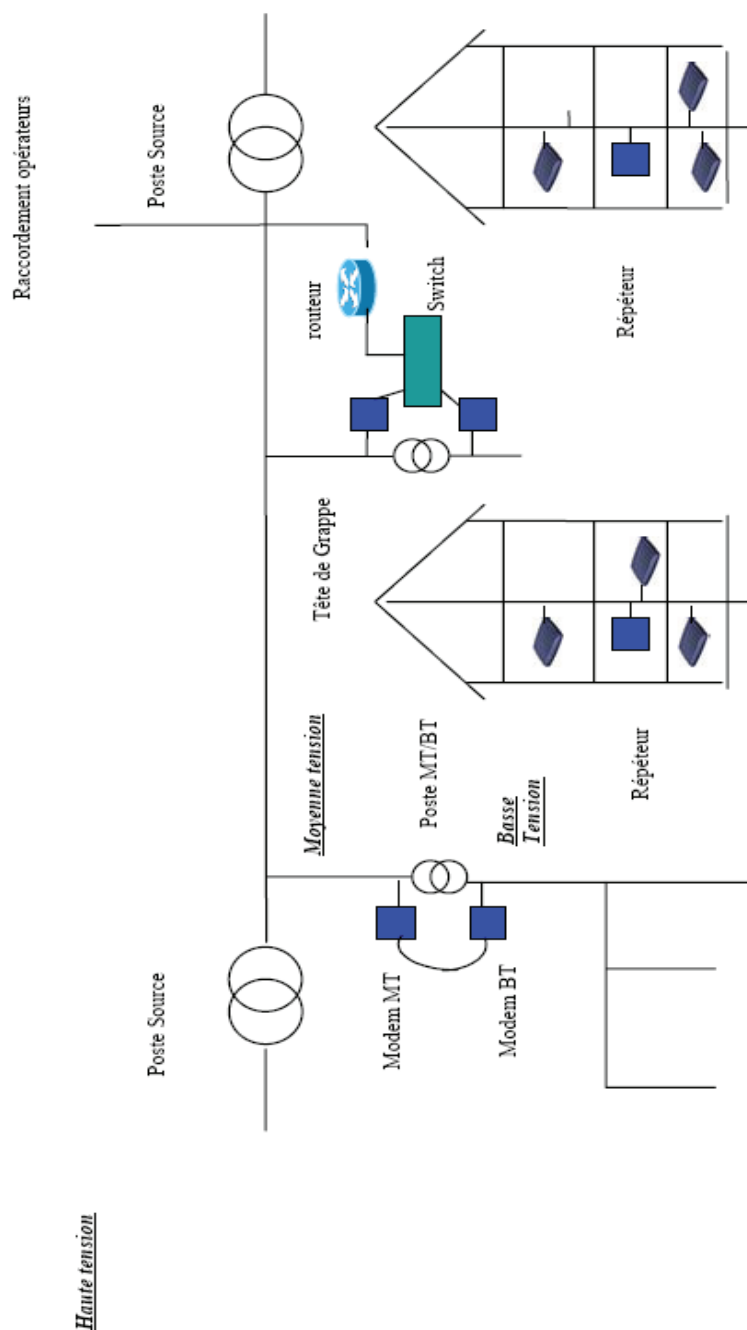 Haute tension
Raccordement opérateurs
Poste Source
Poste Source
Moyenne tension
Tête de Grappe
routeur
Modem MT
Poste MT/BT
Switch
Modem BT
Basse
Tension
Répéteur
Répéteur